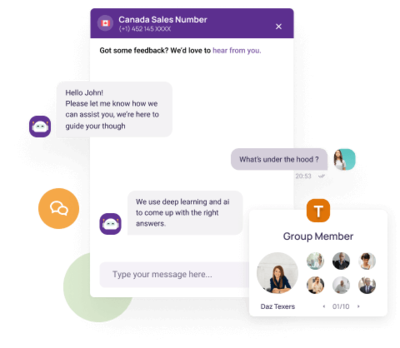 Canada Sales Number
(+1) 452 145 XXXX
Got some feedback? We'd love to hear from you.
Hello John!
Please let me know how we
can assist you, we're here to
guide your though
What's under the hood ?
20:53
We use deep learning and ai
to come up with the right
answers.
T
Group Member
Type your message here...
Daz Texers
01/10